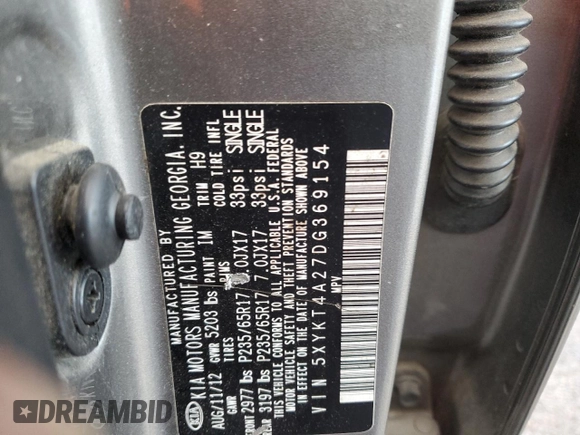 MANUFACTURED BY
KIA MOTORS MANUFACTURING GEORGIA. INC.
AUG/11/12 GVWR 5203 lbs PAINT IM TRIM H9
GAWR TIRES RIMS COLD TIRE INFL
FRONT 2977 lbs P235/65R17 7.0JX17 33psi SINGLE
REAR 3197 lbs P235/65R17 7.0JX17 33psi SINGLE
THIS VEHICLE CONFORMS TO ALL APPLICABLE U.S.A. FEDERAL
MOTOR VEHICLE SAFETY AND THEFT PREVENTION STANDARDS
IN EFFECT ON THE DATE OF MANUFACTURE SHOWN ABOVE.
VIN 5XYKT4A27DG369154
MPV
KIA
DREAMBID